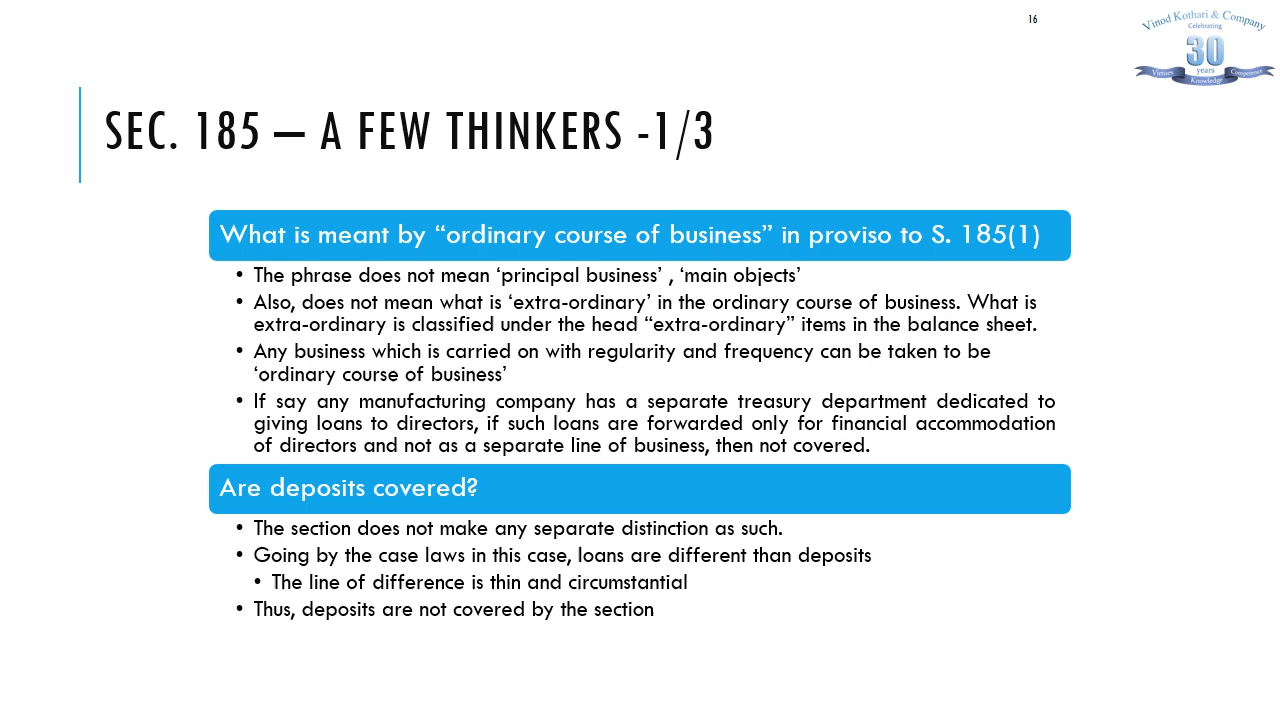 16
Vinod Kothari & Company
Celebrating
30
years
Virtues
Knowledge
Competence
SEC. 185 – A FEW THINKERS -1/3
What is meant by “ordinary course of business” in proviso to S. 185(1)
• The phrase does not mean ‘principal business’ , ‘main objects’
• Also, does not mean what is ‘extra-ordinary’ in the ordinary course of business. What is
extra-ordinary is classified under the head “extra-ordinary” items in the balance sheet.
• Any business which is carried on with regularity and frequency can be taken to be
‘ordinary course of business’
• If say any manufacturing company has a separate treasury department dedicated to
giving loans to directors, if such loans are forwarded only for financial accommodation
of directors and not as a separate line of business, then not covered.
Are deposits covered?
• The section does not make any separate distinction as such.
• Going by the case laws in this case, loans are different than deposits
• The line of difference is thin and circumstantial
• Thus, deposits are not covered by the section